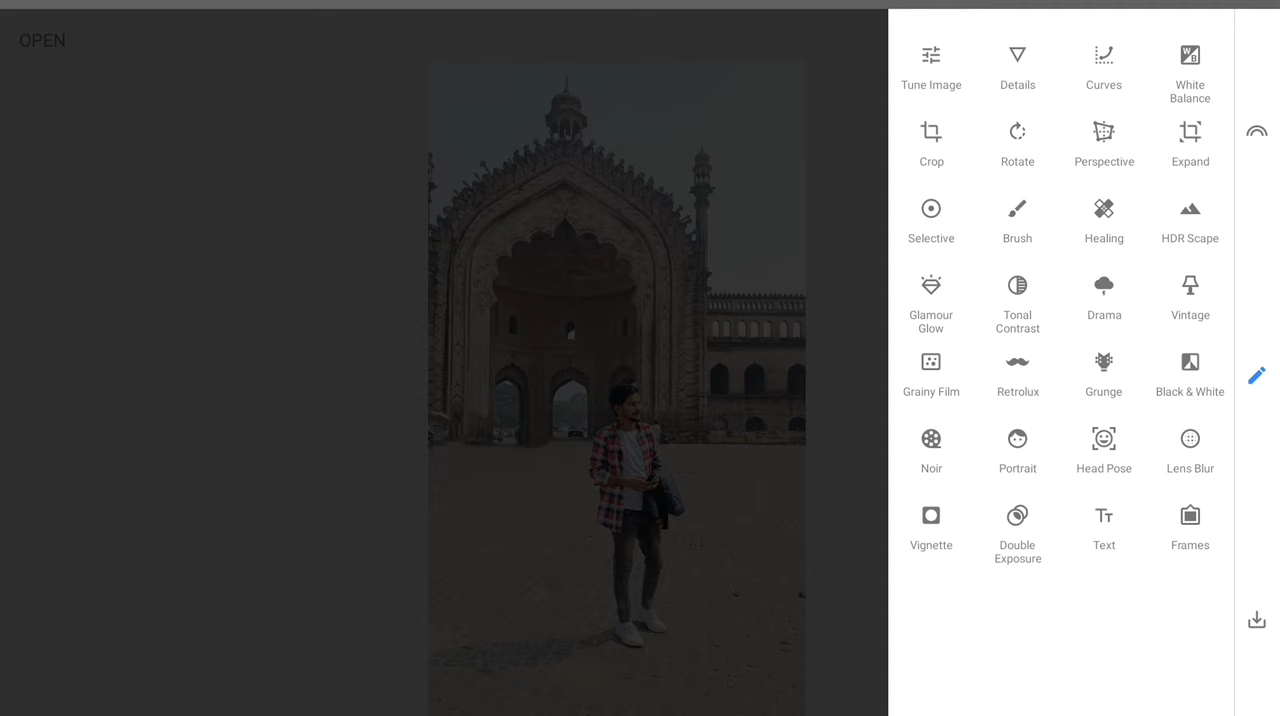 OPEN
Tune Image
Details
Curves
White
Balance
Crop
Rotate
Perspective
Expand
Selective
Brush
Healing
HDR Scape
Glamour
Glow
Tonal
Contrast
Drama
Vintage
Grainy Film
Retrolux
Grunge
Black & White
Noir
Portrait
Head Pose
Lens Blur
Vignette
Double
Exposure
Text
Frames